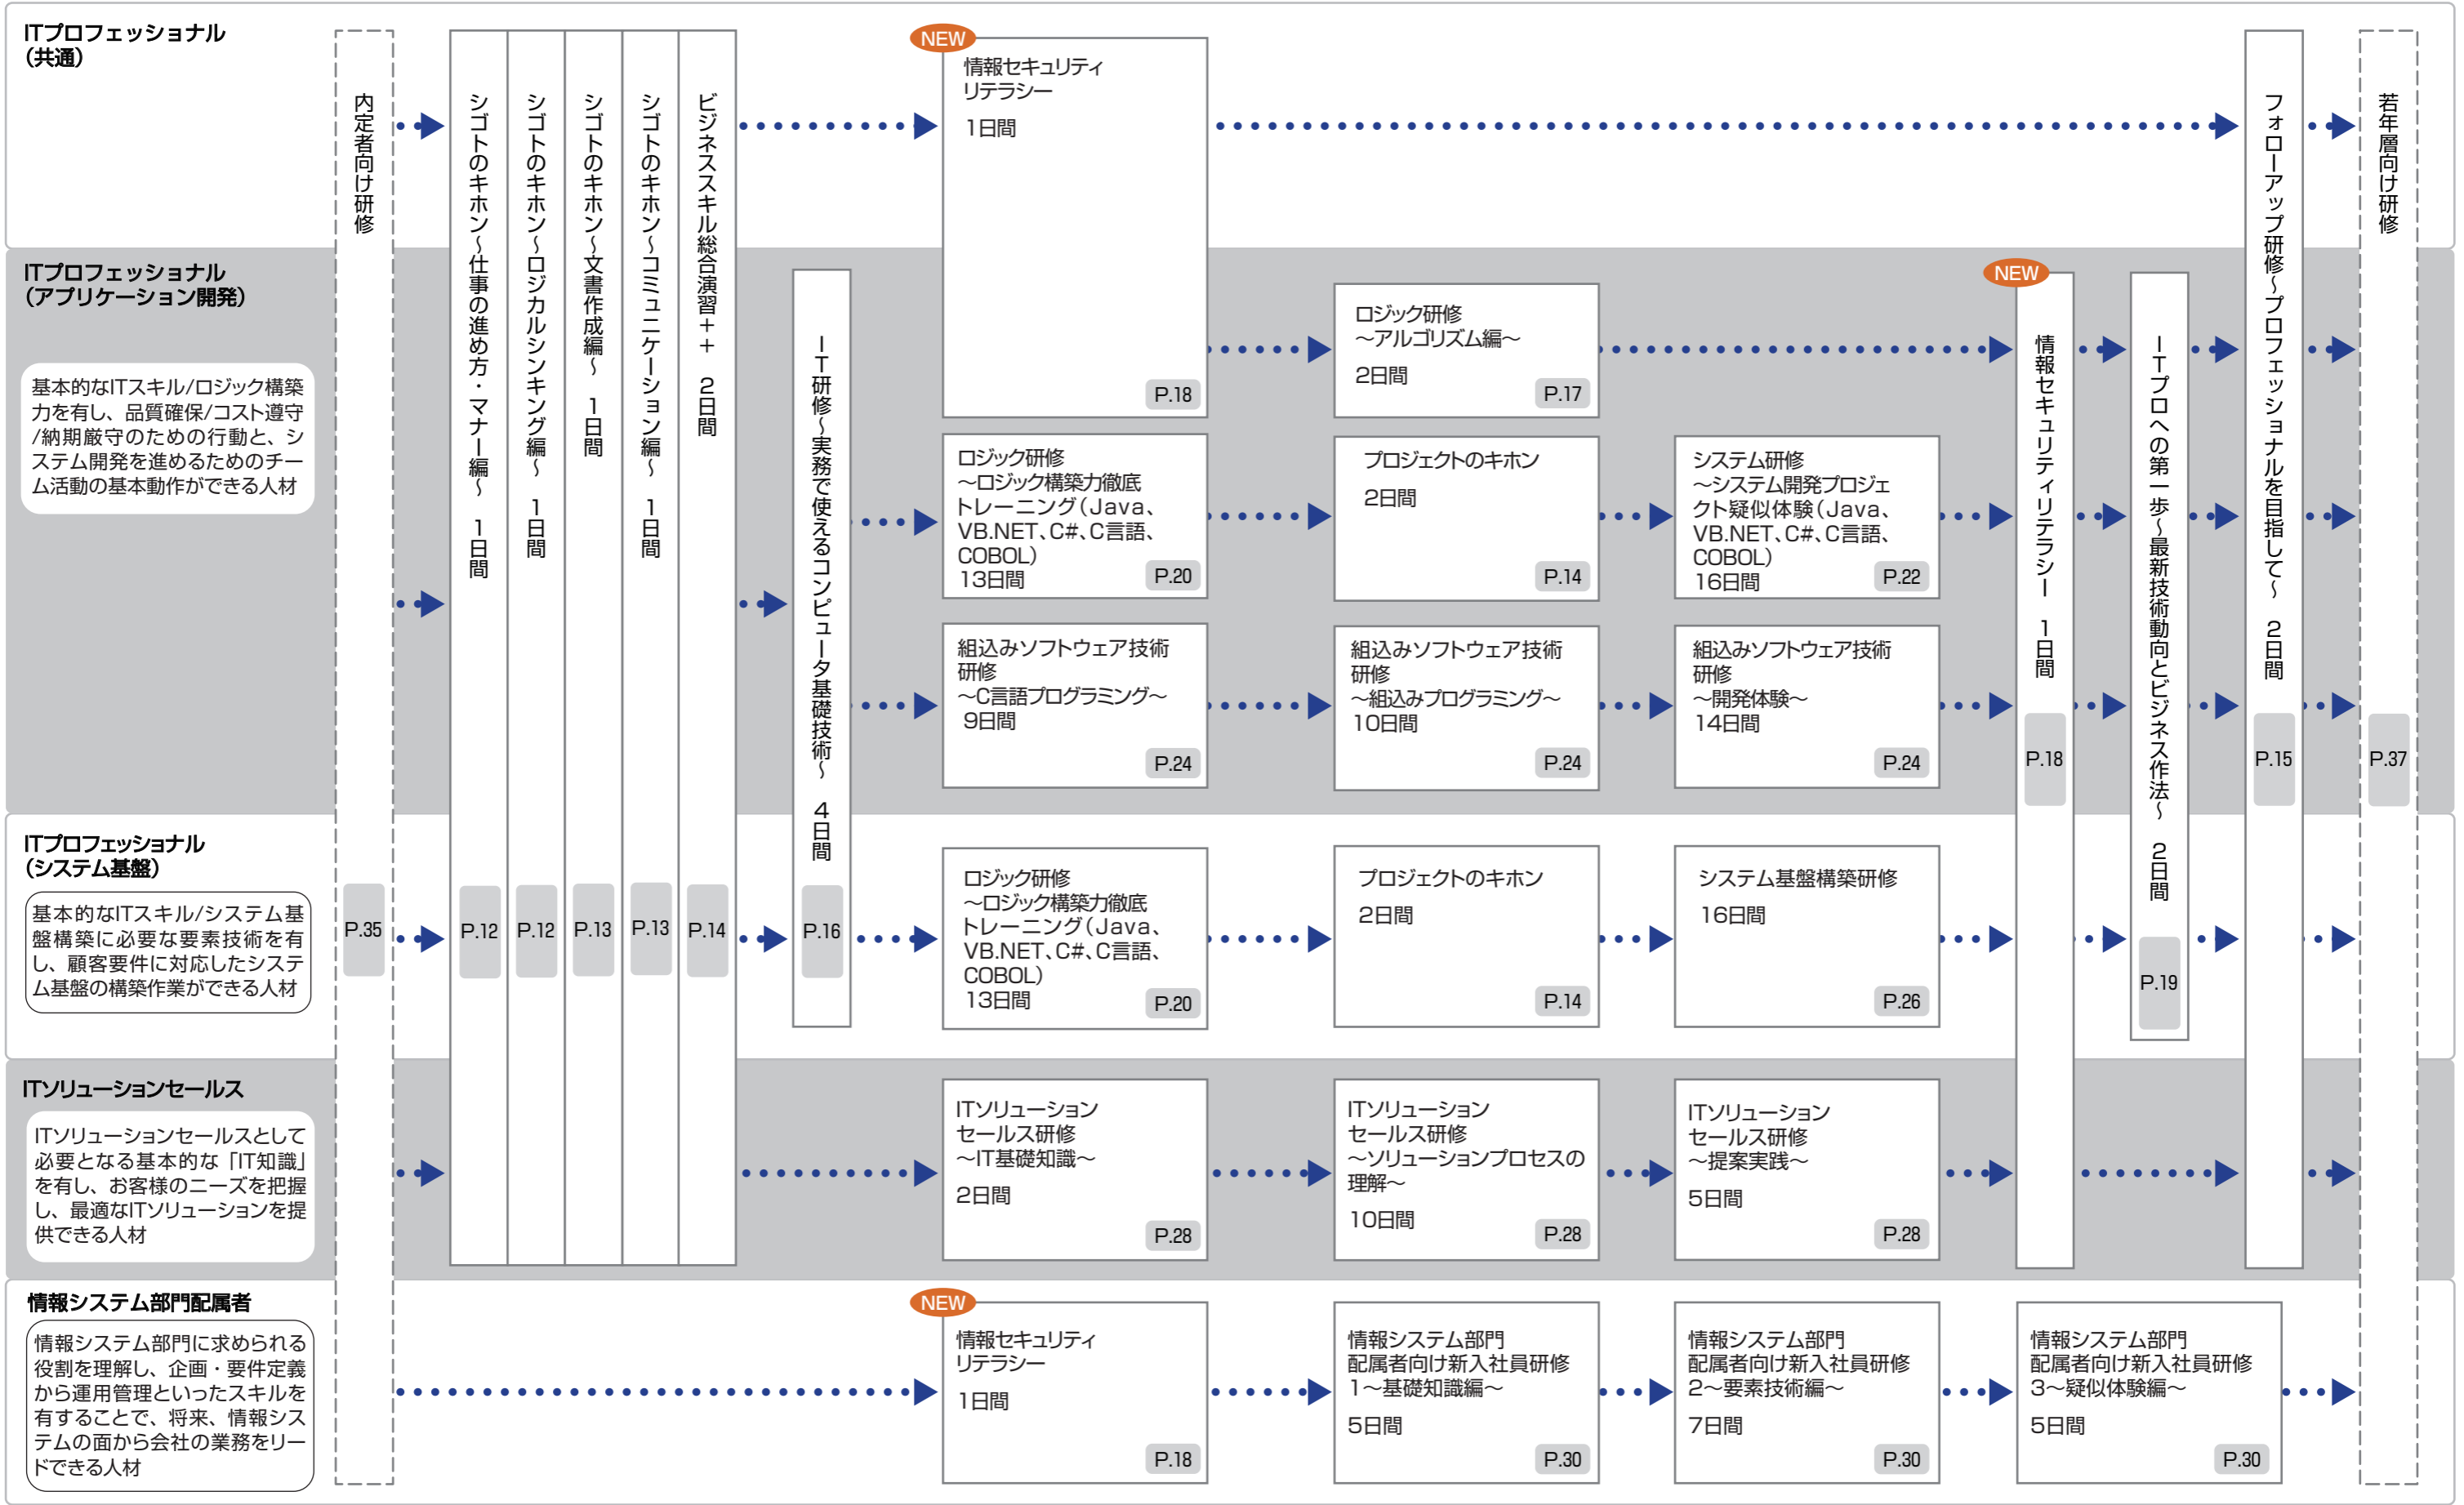 ITプロフェッショナル
（共通）
内定者向け研修
P.35
シゴトのキホン～仕事の進め方・マナー編～　1日間
P.12
シゴトのキホン～ロジカルシンキング編～　1日間
P.12
シゴトのキホン～文書作成編～　1日間
P.13
シゴトのキホン～コミュニケーション編～　1日間
P.13
ビジネススキル総合演習＋＋　2日間
P.14
NEW
情報セキュリティ
リテラシー
1日間
P.18
フォローアップ研修～プロフェッショナルを目指して～　2日間
P.15
若年層向け研修
P.37
ITプロフェッショナル
（アプリケーション開発）
基本的なITスキル/ロジック構築
力を有し、品質確保/コスト遵守
/納期厳守のための行動と、シ
ステム開発を進めるためのチー
ム活動の基本動作ができる人材
IT研修～実務で使えるコンピュータ基礎技術～　4日間
P.16
ロジック研修
～アルゴリズム編～
2日間
P.17
NEW
情報セキュリティリテラシー　1日間
P.18
ITプロへの第一歩～最新技術動向とビジネス作法～　2日間
P.19
ロジック研修
～ロジック構築力徹底
トレーニング（Java、
VB.NET、C#、C言語、
COBOL）
13日間
P.20
プロジェクトのキホン
2日間
P.14
システム研修
～システム開発プロジェ
クト疑似体験（Java、
VB.NET、C#、C言語、
COBOL）
16日間
P.22
組込みソフトウェア技術
研修
～C言語プログラミング～
9日間
P.24
組込みソフトウェア技術
研修
～組込みプログラミング～
10日間
P.24
組込みソフトウェア技術
研修
～開発体験～
14日間
P.24
ITプロフェッショナル
（システム基盤）
基本的なITスキル/システム基
盤構築に必要な要素技術を有
し、顧客要件に対応したシステ
ム基盤の構築作業ができる人材
ロジック研修
～ロジック構築力徹底
トレーニング（Java、
VB.NET、C#、C言語、
COBOL）
13日間
P.20
プロジェクトのキホン
2日間
P.14
システム基盤構築研修
16日間
P.26
ITソリューションセールス
ITソリューションセールスとして
必要となる基本的な「IT知識」
を有し、お客様のニーズを把握
し、最適なITソリューションを提
供できる人材
ITソリューション
セールス研修
～IT基礎知識～
2日間
P.28
ITソリューション
セールス研修
～ソリューションプロセスの
理解～
10日間
P.28
ITソリューション
セールス研修
～提案実践～
5日間
P.28
情報システム部門配属者
情報システム部門に求められる
役割を理解し、企画・要件定義
から運用管理といったスキルを
有することで、将来、情報シス
テムの面から会社の業務をリー
ドできる人材
NEW
情報セキュリティ
リテラシー
1日間
P.18
情報システム部門
配属者向け新入社員研修
1～基礎知識編～
5日間
P.30
情報システム部門
配属者向け新入社員研修
2～要素技術編～
7日間
P.30
情報システム部門
配属者向け新入社員研修
3～疑似体験編～
5日間
P.30